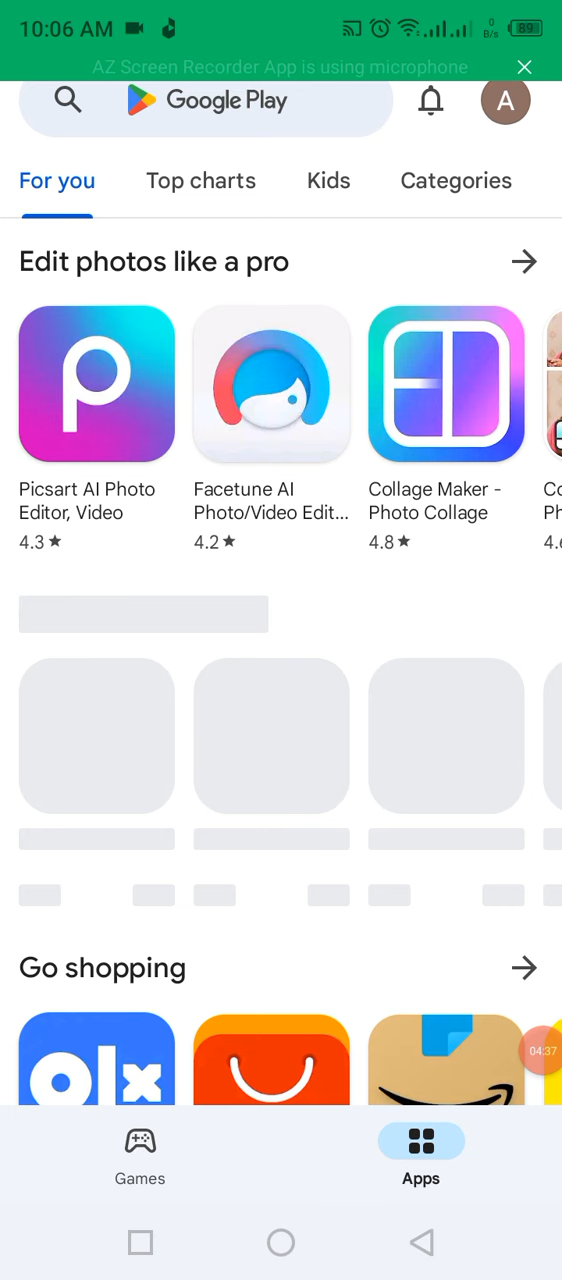 10:06 AM
0
B/s
89
AZ Screen Recorder App is using microphone
Google Play
A
For you
Top charts
Kids
Categories
Edit photos like a pro
Picsart AI Photo
Editor, Video
4.3★
Facetune AI
Photo/Video Edit...
4.2★
Collage Maker -
Photo Collage
4.8★
Go shopping
olx
04:37
Games
Apps